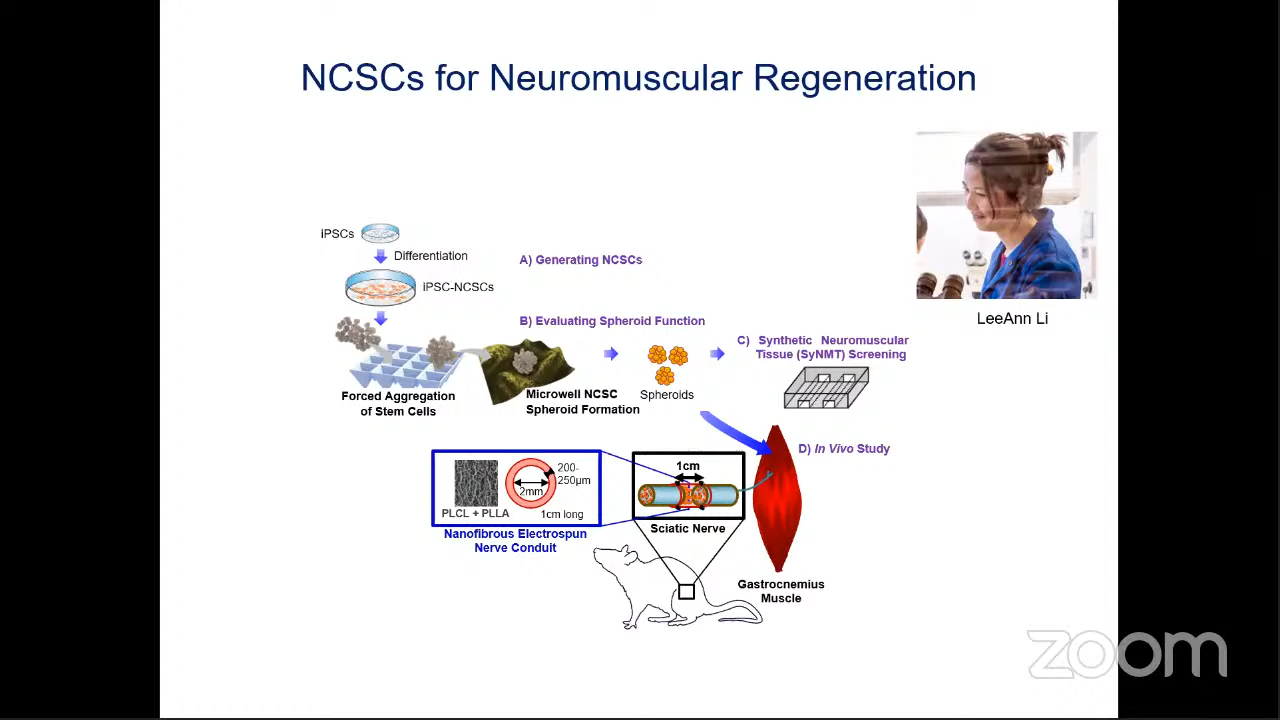 NCSCs for Neuromuscular Regeneration
iPSCs
Differentiation
A) Generating NCSCs
iPSC-NCSCs
LeeAnn Li
B) Evaluating Spheroid Function
C) Synthetic Neuromuscular
Tissue (SyNMT) Screening
Forced Aggregation
of Stem Cells
Microwell NCSC
Spheroid Formation
Spheroids
D) In Vivo Study
200-
250µm
2mm
PLCL + PLLA
1cm long
Nanofibrous Electrospun
Nerve Conduit
1cm
Sciatic Nerve
Gastrocnemius
Muscle
zoom